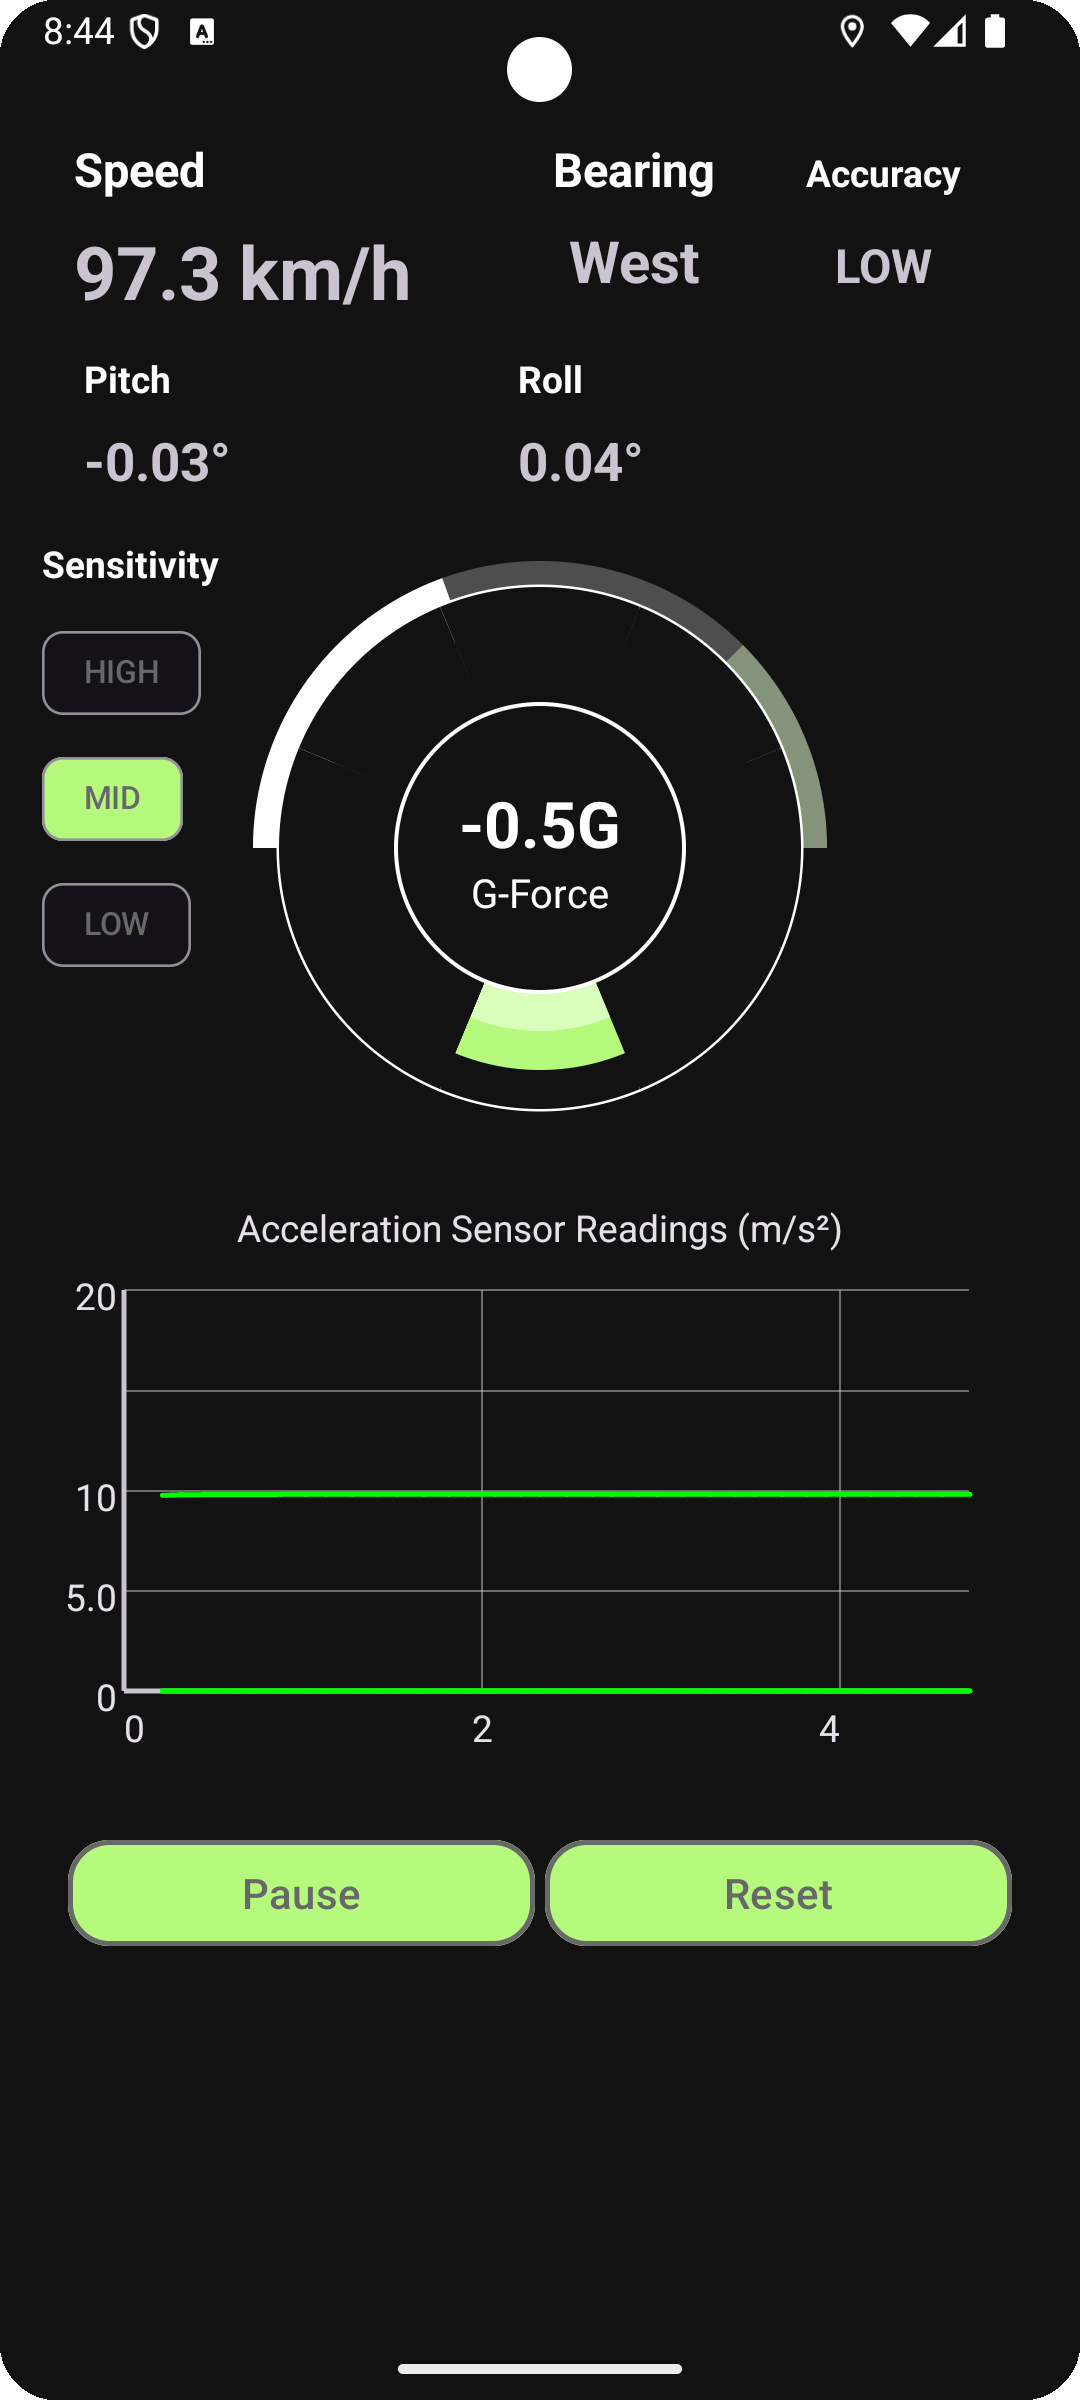 8:44
Speed Bearing Accuracy
97.3 km/h West LOW
Pitch Roll
-0.03° 0.04°
Sensitivity
HIGH
MID
LOW
-0.5G
G-Force
Acceleration Sensor Readings (m/s²)
20
10
5.0
0
0 2 4
Pause Reset